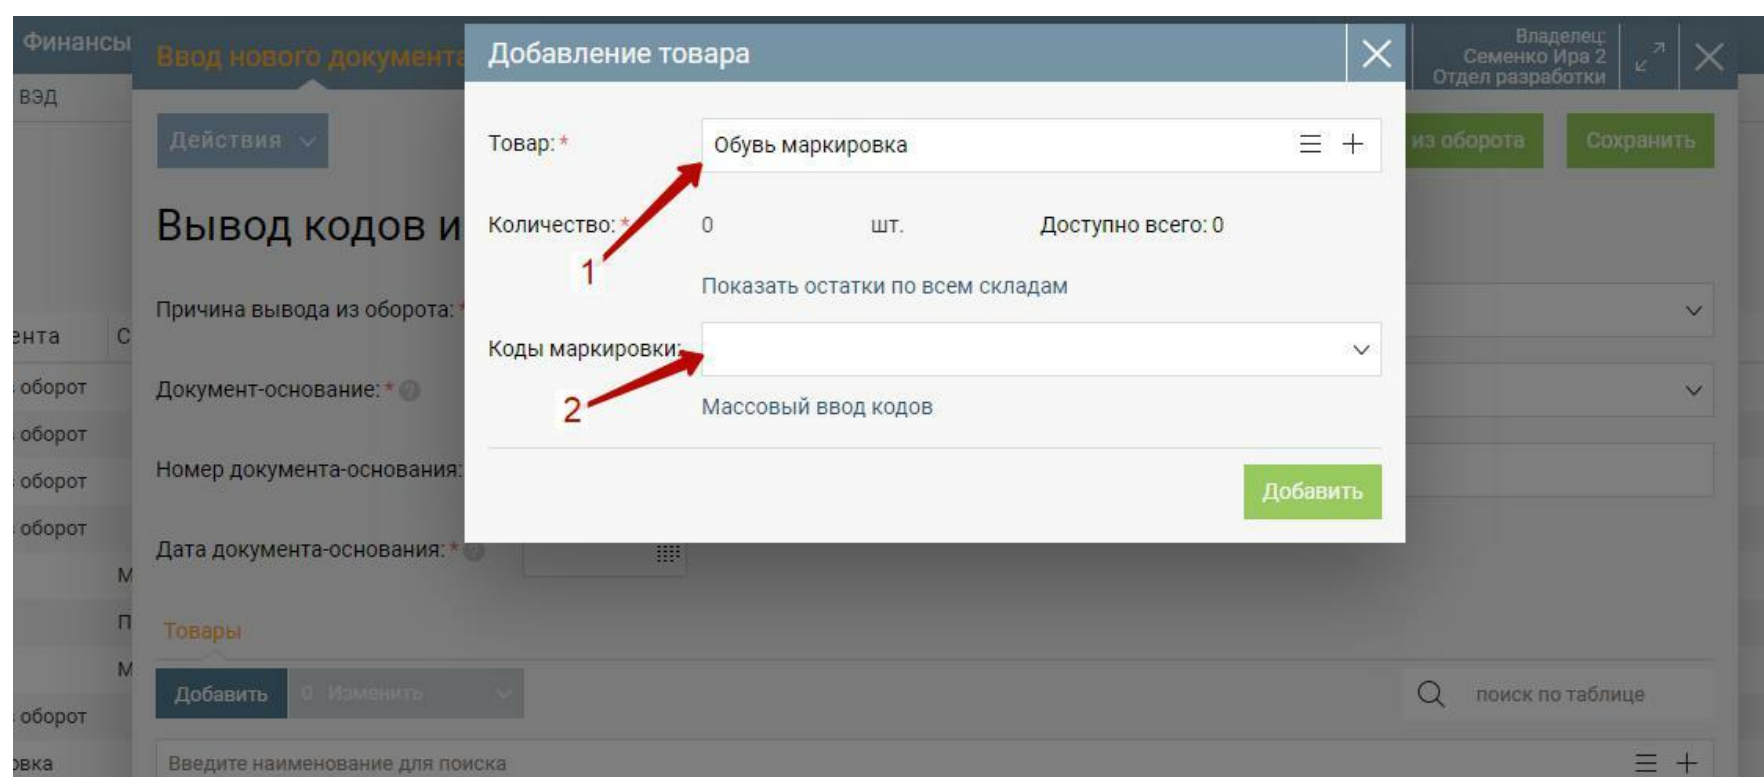 Финансы
Ввод нового документа
Добавление товара
Владелец:
Семенко Ира 2
Отдел разработки
ВЭД
Действия
Товар: *
Обувь маркировка
из оборота
Сохранить
Вывод кодов и
Количество: *
0
шт.
Доступно всего: 0
1
Показать остатки по всем складам
Причина вывода из оборота: *
ента
С
Коды маркировки:
оборот
Документ-основание: *
2
Массовый ввод кодов
оборот
Номер документа-основания:
оборот
Добавить
оборот
Дата документа-основания: *
М
П
Товары
М
Добавить
0 Изменить
поиск по таблице
оборот
овка
Введите наименование для поиска